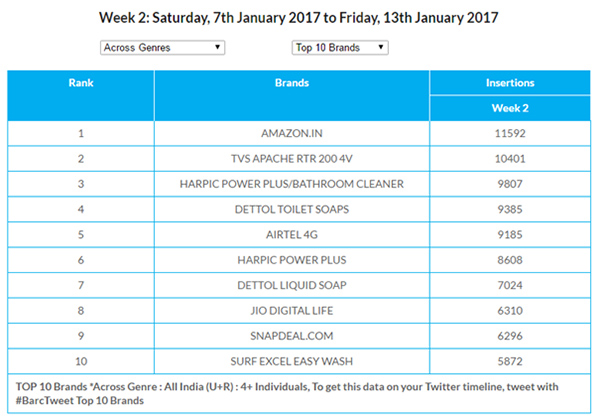 Week 2: Saturday, 7th January 2017 to Friday, 13th January 2017
Across Genres Top 10 Brands
Rank Brands Insertions
Week 2
1 AMAZON.IN 11592
2 TVS APACHE RTR 200 4V 10401
3 HARPIC POWER PLUS/BATHROOM CLEANER 9807
4 DETTOL TOILET SOAPS 9385
5 AIRTEL 4G 9185
6 HARPIC POWER PLUS 8608
7 DETTOL LIQUID SOAP 7024
8 JIO DIGITAL LIFE 6310
9 SNAPDEAL.COM 6296
10 SURF EXCEL EASY WASH 5872
TOP 10 Brands *Across Genre : All India (U+R) : 4+ Individuals, To get this data on your Twitter timeline, tweet with
#BarcTweet Top 10 Brands